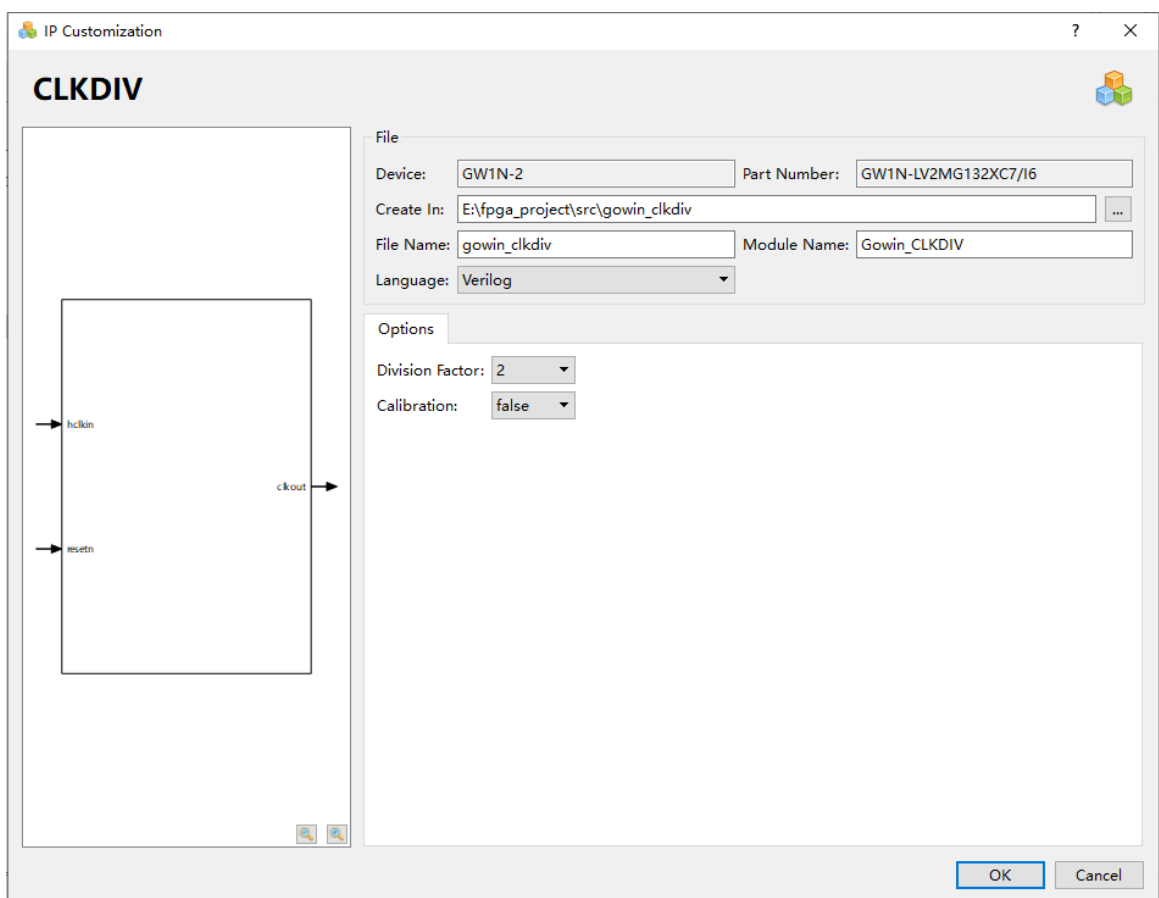 IP Customization
?
CLKDIV
File
Device: GW1N-2 Part Number: GW1N-LV2MG132XC7/I6
Create In: E:\fpga_project\src\gowin_clkdiv ...
File Name: gowin_clkdiv Module Name: Gowin_CLKDIV
Language: Verilog
Options
Division Factor: 2
Calibration: false
hclkin
clkout
resetn
OK Cancel